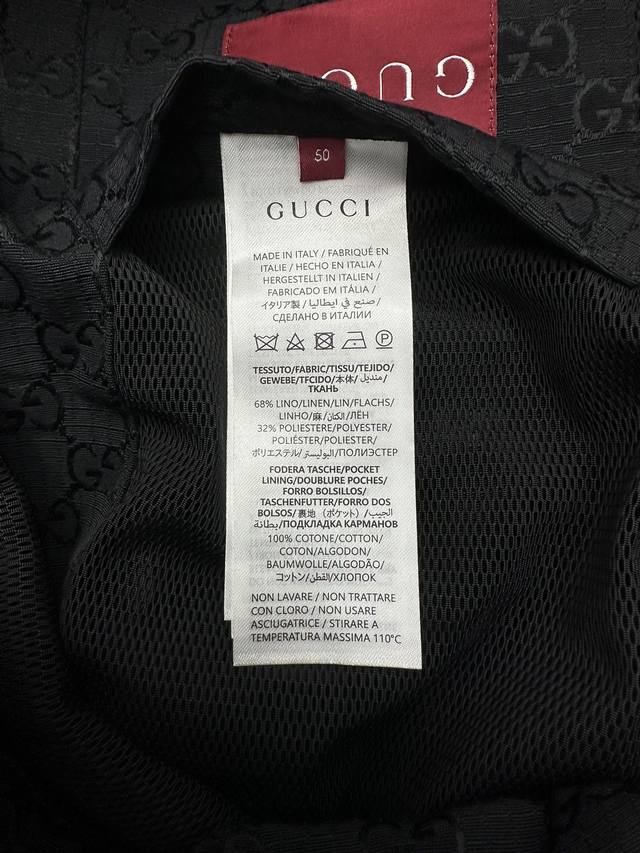 GUC
50
GUCCI
MADE IN ITALY / FABRIQUÉ EN
ITALIE / HECHO EN ITALIA /
HERGESTELLT IN ITALIEN /
FABRICADO EM ITÁLIA /
イタリア製 / صنع في ايطاليا /
СДЕЛАНО В ИТАЛИИ
P
TESSUTO/FABRIC/TISSU/TEJIDO/
GEWEBE/TFCIDO/本体/منديل/
ТКАНЬ
68% LINO/LINEN/LIN/FLACHS/
LINHO/麻/الكتان/ЛЁН
32% POLIESTERE/POLYESTER/
POLIÉSTER/POLIESTER/
ポリエステル/البوليستر/ПОЛИЭСТЕР
FODERA TASCHE/POCKET
LINING/DOUBLURE POCHES/
FORRO BOLSILLOS/
TASCHENFUTTER/FORRO DOS
BOLSOS/裏地（ポケット）/الجيب
بطانة/ПОДКЛАДКА КАРМАНОВ
100% COTONE/COTTON/
COTON/ALGODON/
BAUMWOLLE/ALGODÃO/
コットン/القطن/ХЛОПОК
NON LAVARE / NON TRATTARE
CON CLORO / NON USARE
ASCIUGATRICE / STIRARE A
TEMPERATURA MASSIMA 110°C